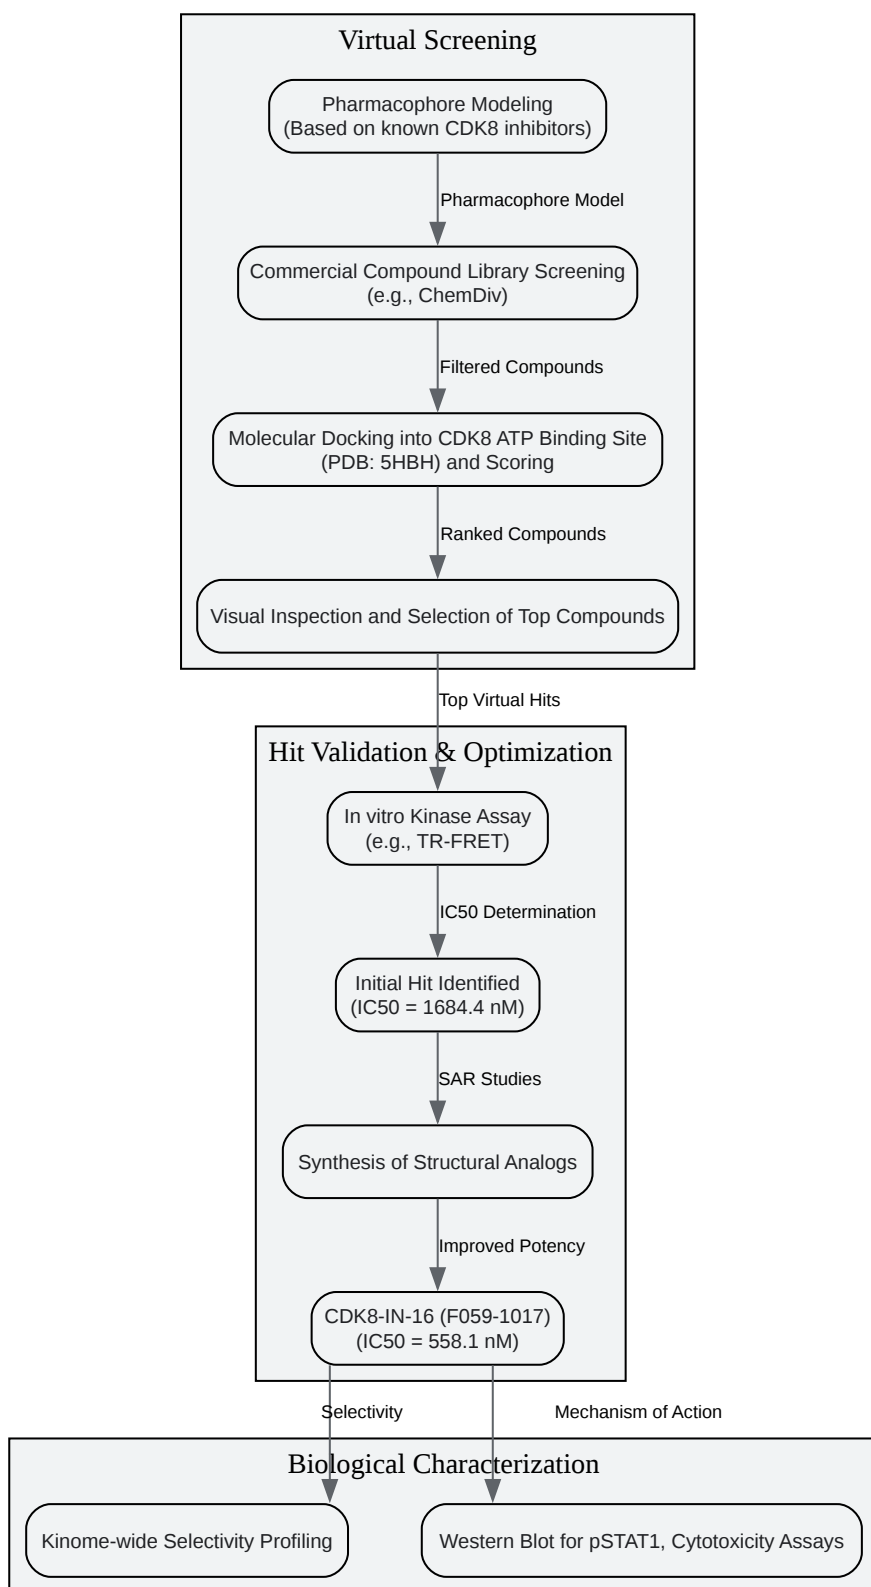 Virtual Screening
Pharmacophore Modeling
(Based on known CDK8 inhibitors)
Pharmacophore Model
Commercial Compound Library Screening
(e.g., ChemDiv)
Filtered Compounds
Molecular Docking into CDK8 ATP Binding Site
(PDB: 5HBH) and Scoring
Ranked Compounds
Visual Inspection and Selection of Top Compounds
Top Virtual Hits
Hit Validation & Optimization
In vitro Kinase Assay
(e.g., TR-FRET)
IC50 Determination
Initial Hit Identified
(IC50 = 1684.4 nM)
SAR Studies
Synthesis of Structural Analogs
Improved Potency
CDK8-IN-16 (F059-1017)
(IC50 = 558.1 nM)
Selectivity
Mechanism of Action
Biological Characterization
Kinome-wide Selectivity Profiling
Western Blot for pSTAT1, Cytotoxicity Assays